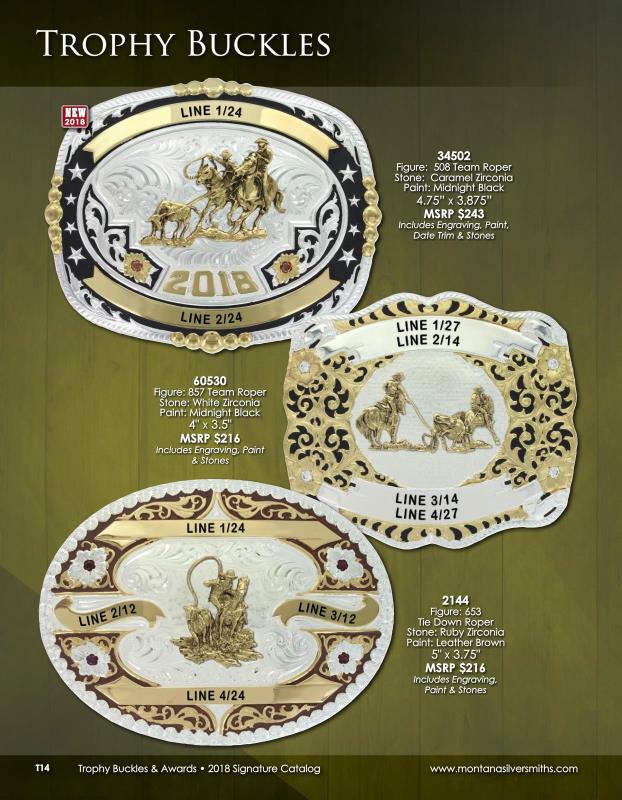 TROPHY BUCKLES
NEW
2018
LINE 1/24
2018
LINE 2/24
34502
Figure: 508 Team Roper
Stone: Caramel Zirconia
Paint: Midnight Black
4.75" x 3.875"
MSRP $243
Includes Engraving, Paint,
Date Trim & Stones
LINE 1/27
LINE 2/14
LINE 3/14
LINE 4/27
60530
Figure: 857 Team Roper
Stone: White Zirconia
Paint: Midnight Black
4" x 3.5"
MSRP $216
Includes Engraving, Paint
& Stones
LINE 1/24
LINE 2/12
LINE 3/12
LINE 4/24
2144
Figure: 653
Tie Down Roper
Stone: Ruby Zirconia
Paint: Leather Brown
5" x 3.75"
MSRP $216
Includes Engraving,
Paint & Stones
T14 Trophy Buckles & Awards • 2018 Signature Catalog www.montanasilversmiths.com